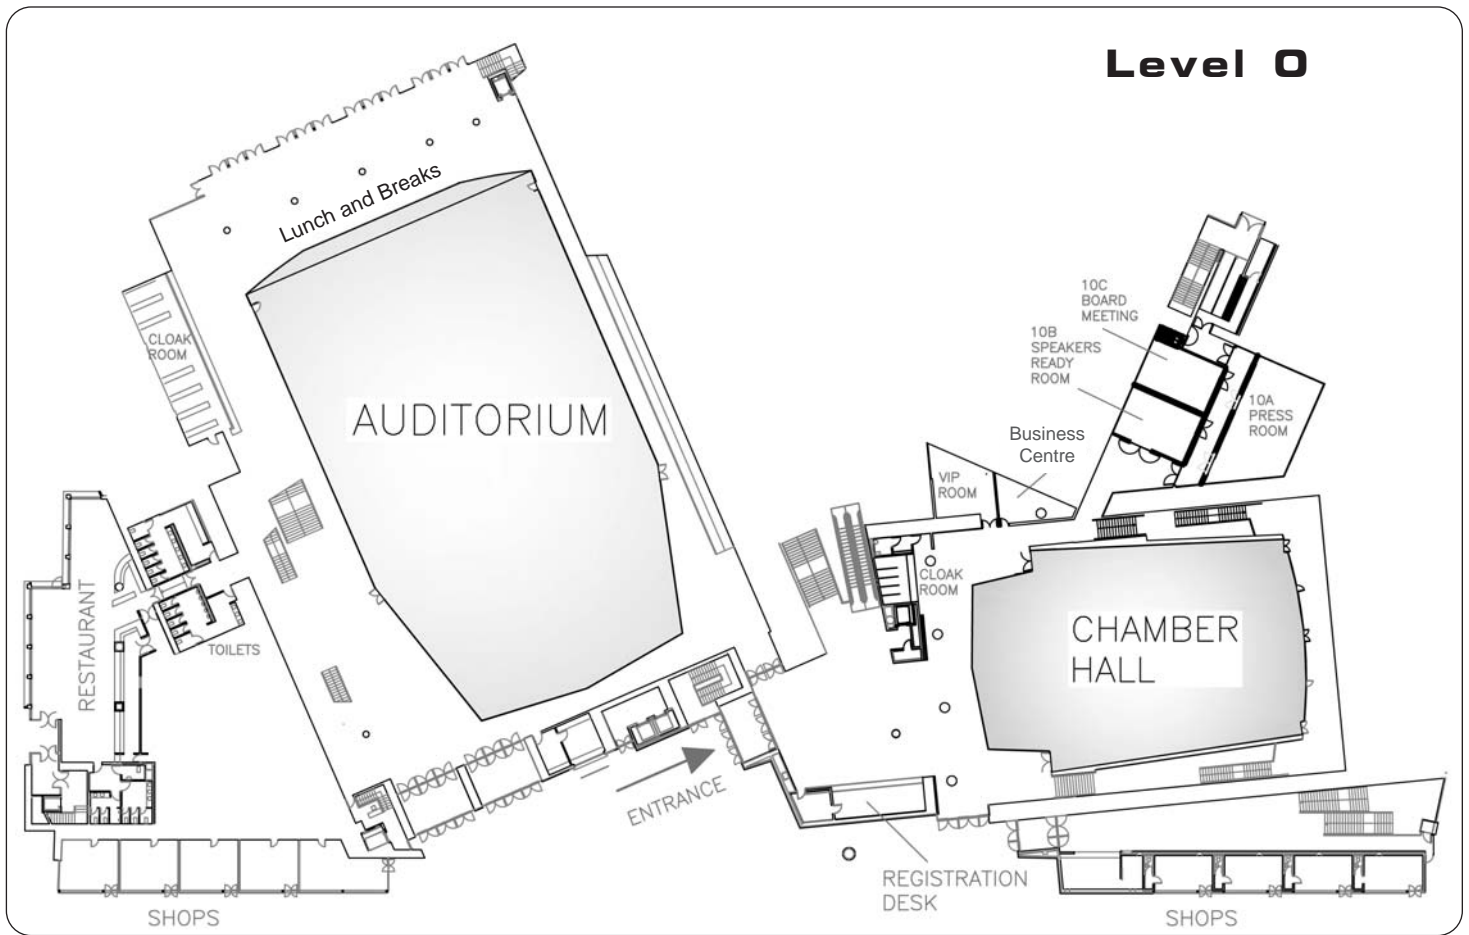 Level 0
Lunch and Breaks
CLOAK
ROOM
AUDITORIUM
10C
BOARD
MEETING
10B
SPEAKERS
READY
ROOM
10A
PRESS
ROOM
Business
Centre
VIP
ROOM
CLOAK
ROOM
CHAMBER
HALL
RESTAURANT
TOILETS
ENTRANCE
REGISTRATION
DESK
SHOPS
SHOPS